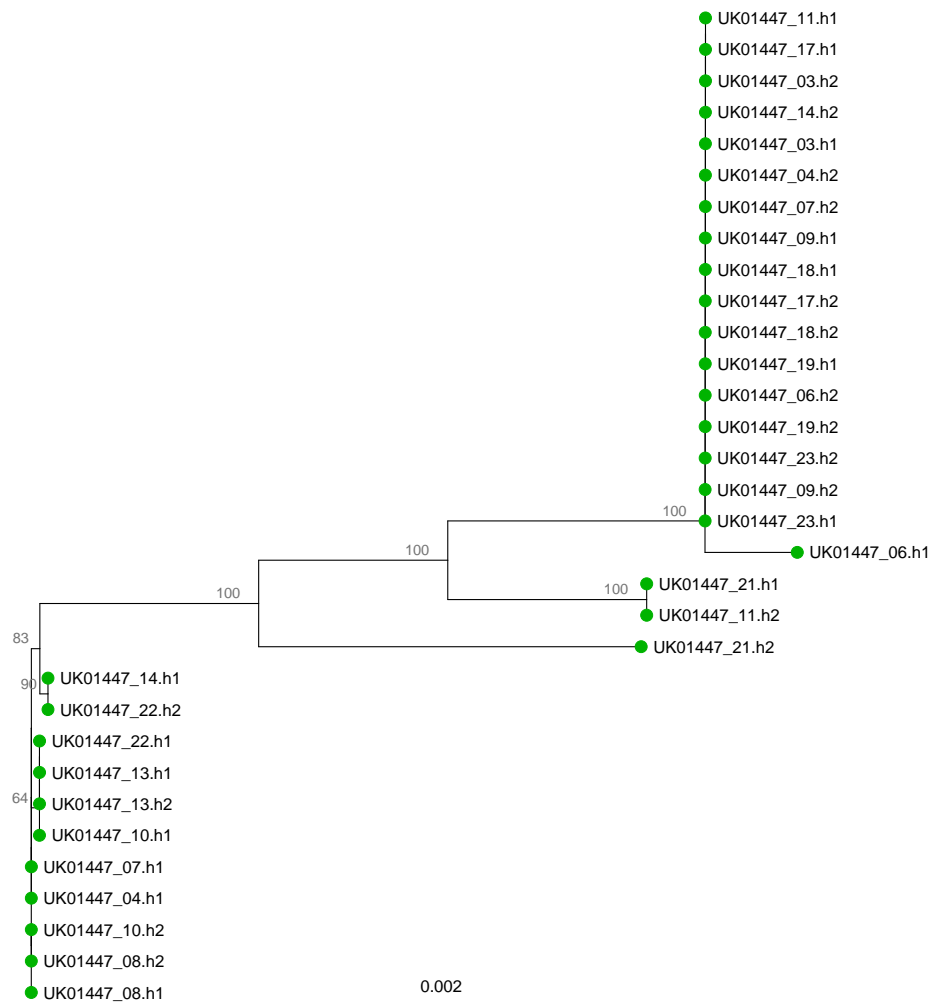 UK01447_11.h1
UK01447_17.h1
UK01447_03.h2
UK01447_14.h2
UK01447_03.h1
UK01447_04.h2
UK01447_07.h2
UK01447_09.h1
UK01447_18.h1
UK01447_17.h2
UK01447_18.h2
UK01447_19.h1
UK01447_06.h2
UK01447_19.h2
UK01447_23.h2
UK01447_09.h2
100 UK01447_23.h1
100 UK01447_06.h1
100 UK01447_21.h1
100 UK01447_11.h2
83 UK01447_21.h2
90 UK01447_14.h1
UK01447_22.h2
UK01447_22.h1
UK01447_13.h1
64 UK01447_13.h2
UK01447_10.h1
UK01447_07.h1
UK01447_04.h1
UK01447_10.h2
UK01447_08.h2
0.002
UK01447_08.h1